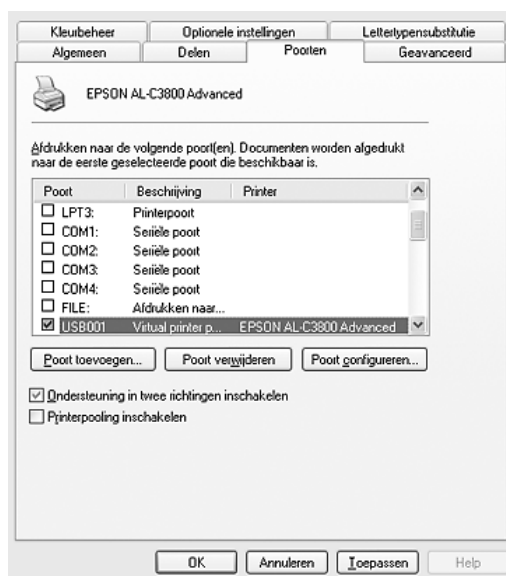 Kleurbeheer Optionele instellingen Lettertypensubstitutie
Algemeen Delen Poorten Geavanceerd
EPSON AL-C3800 Advanced
Afdrukken naar de volgende poort(en). Documenten worden afgedrukt
naar de eerste geselecteerde poort die beschikbaar is.
Poort Beschrijving Printer
LPT3: Printerpoort
COM1: Seriële poort
COM2: Seriële poort
COM3: Seriële poort
COM4: Seriële poort
FILE: Afdrukken naar...
USB001 Virtual printer p... EPSON AL-C3800 Advanced
Poort toevoegen... Poort verwijderen Poort configureren...
Ondersteuning in twee richtingen inschakelen
Printerpooling inschakelen
OK Annuleren Toepassen Help